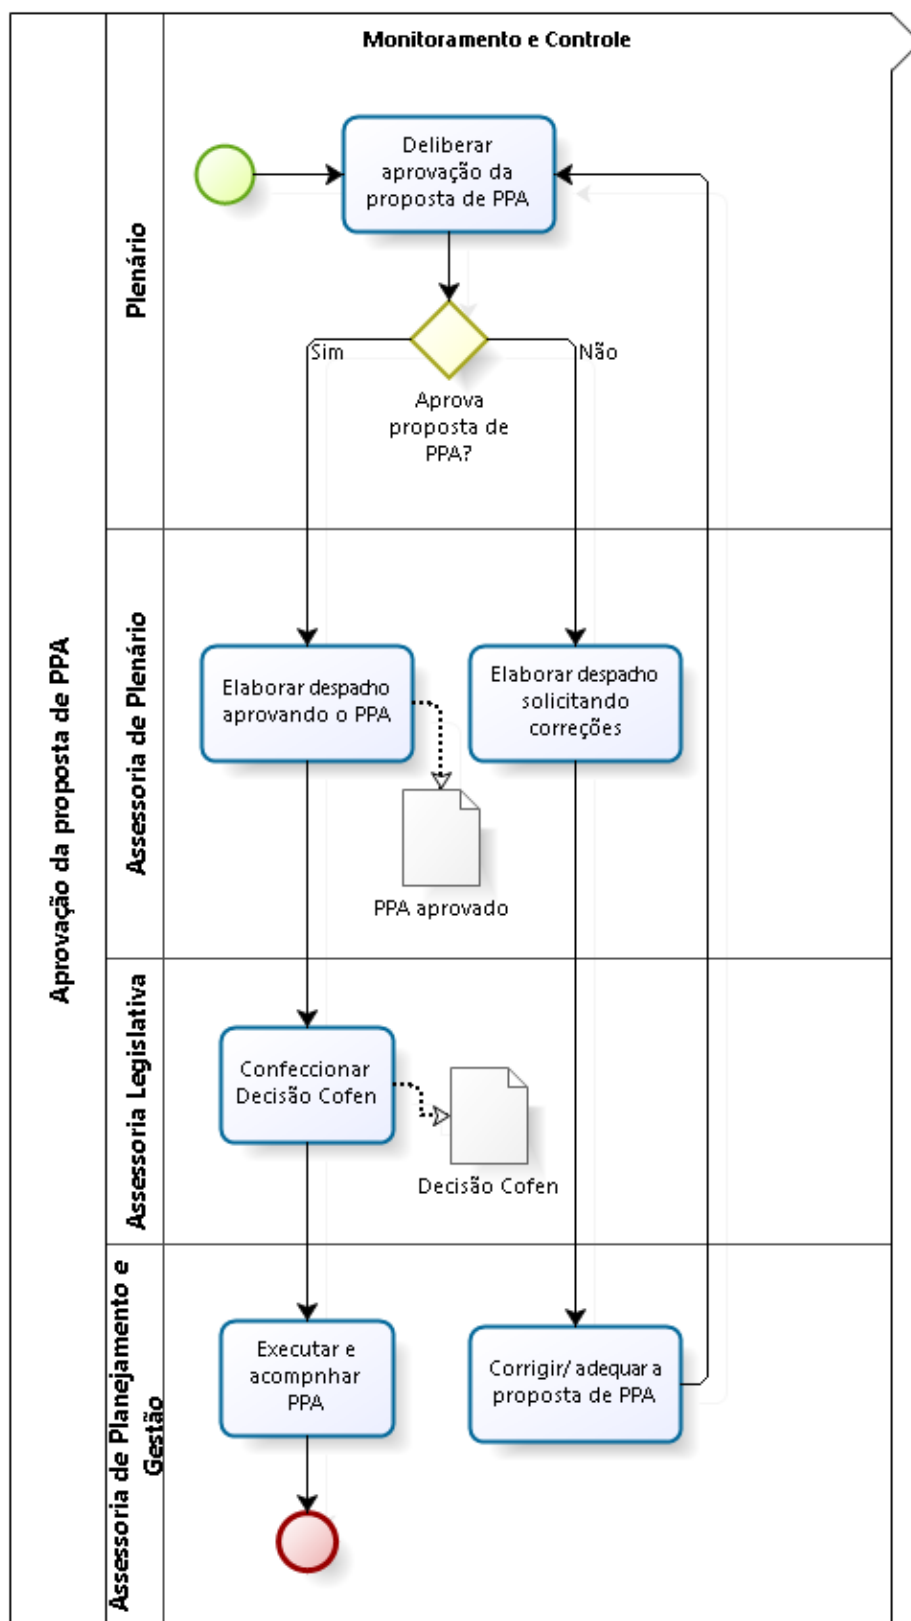 Monitoramento e Controle
Aprovação da proposta de PPA
Plenário
Deliberar
aprovação da
proposta de PPA
Sim
Não
Aprova
proposta de
PPA?
Assessoria de Plenário
Elaborar despacho
aprovando o PPA
Elaborar despacho
solicitando
correções
PPA aprovado
Assessoria Legislativa
Confeccionar
Decisão Cofen
Decisão Cofen
Assessoria de Planejamento e
Gestão
Executar e
acompnhar
PPA
Corrigir/ adequar a
proposta de PPA